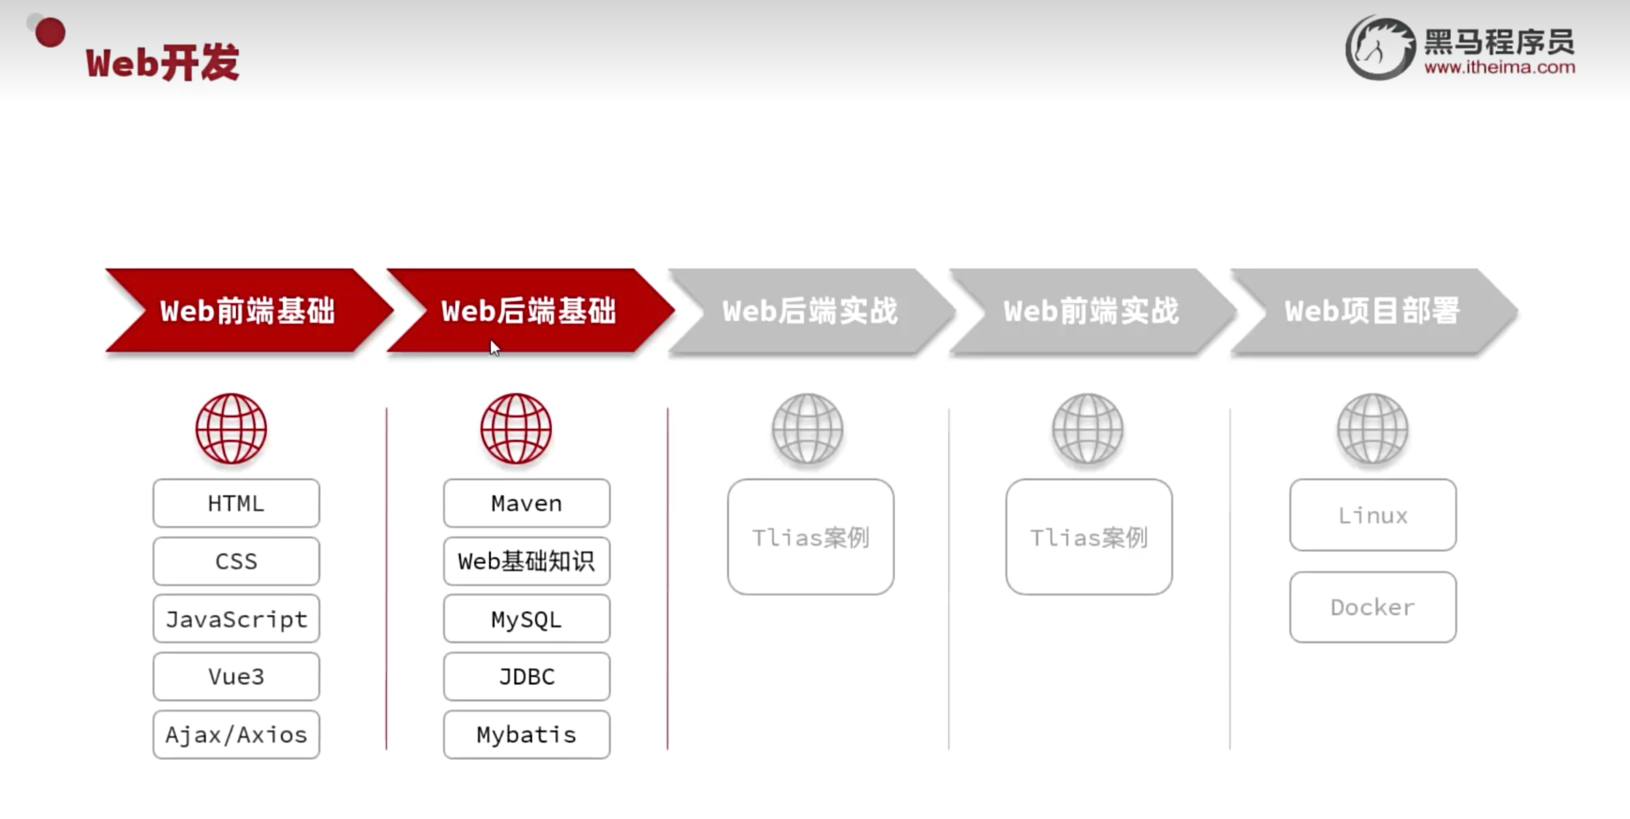 Web开发
黑马程序员
www.itheima.com
Web前端基础
Web后端基础
Web后端实战
Web前端实战
Web项目部署
HTML
CSS
JavaScript
Vue3
Ajax/Axios
Maven
Web基础知识
MySQL
JDBC
Mybatis
Tlias案例
Tlias案例
Linux
Docker